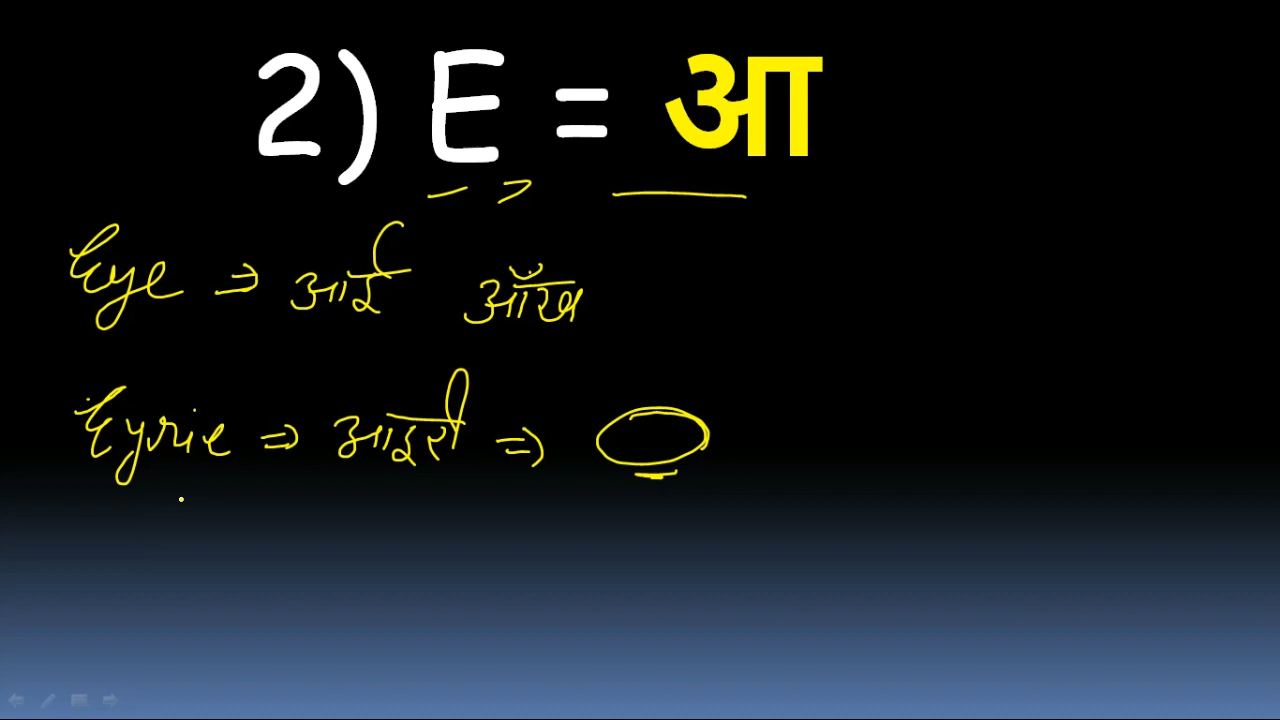 2) E = आ
Eye ⇒ आई आँख
Eyrie ⇒ आइरी ⇒